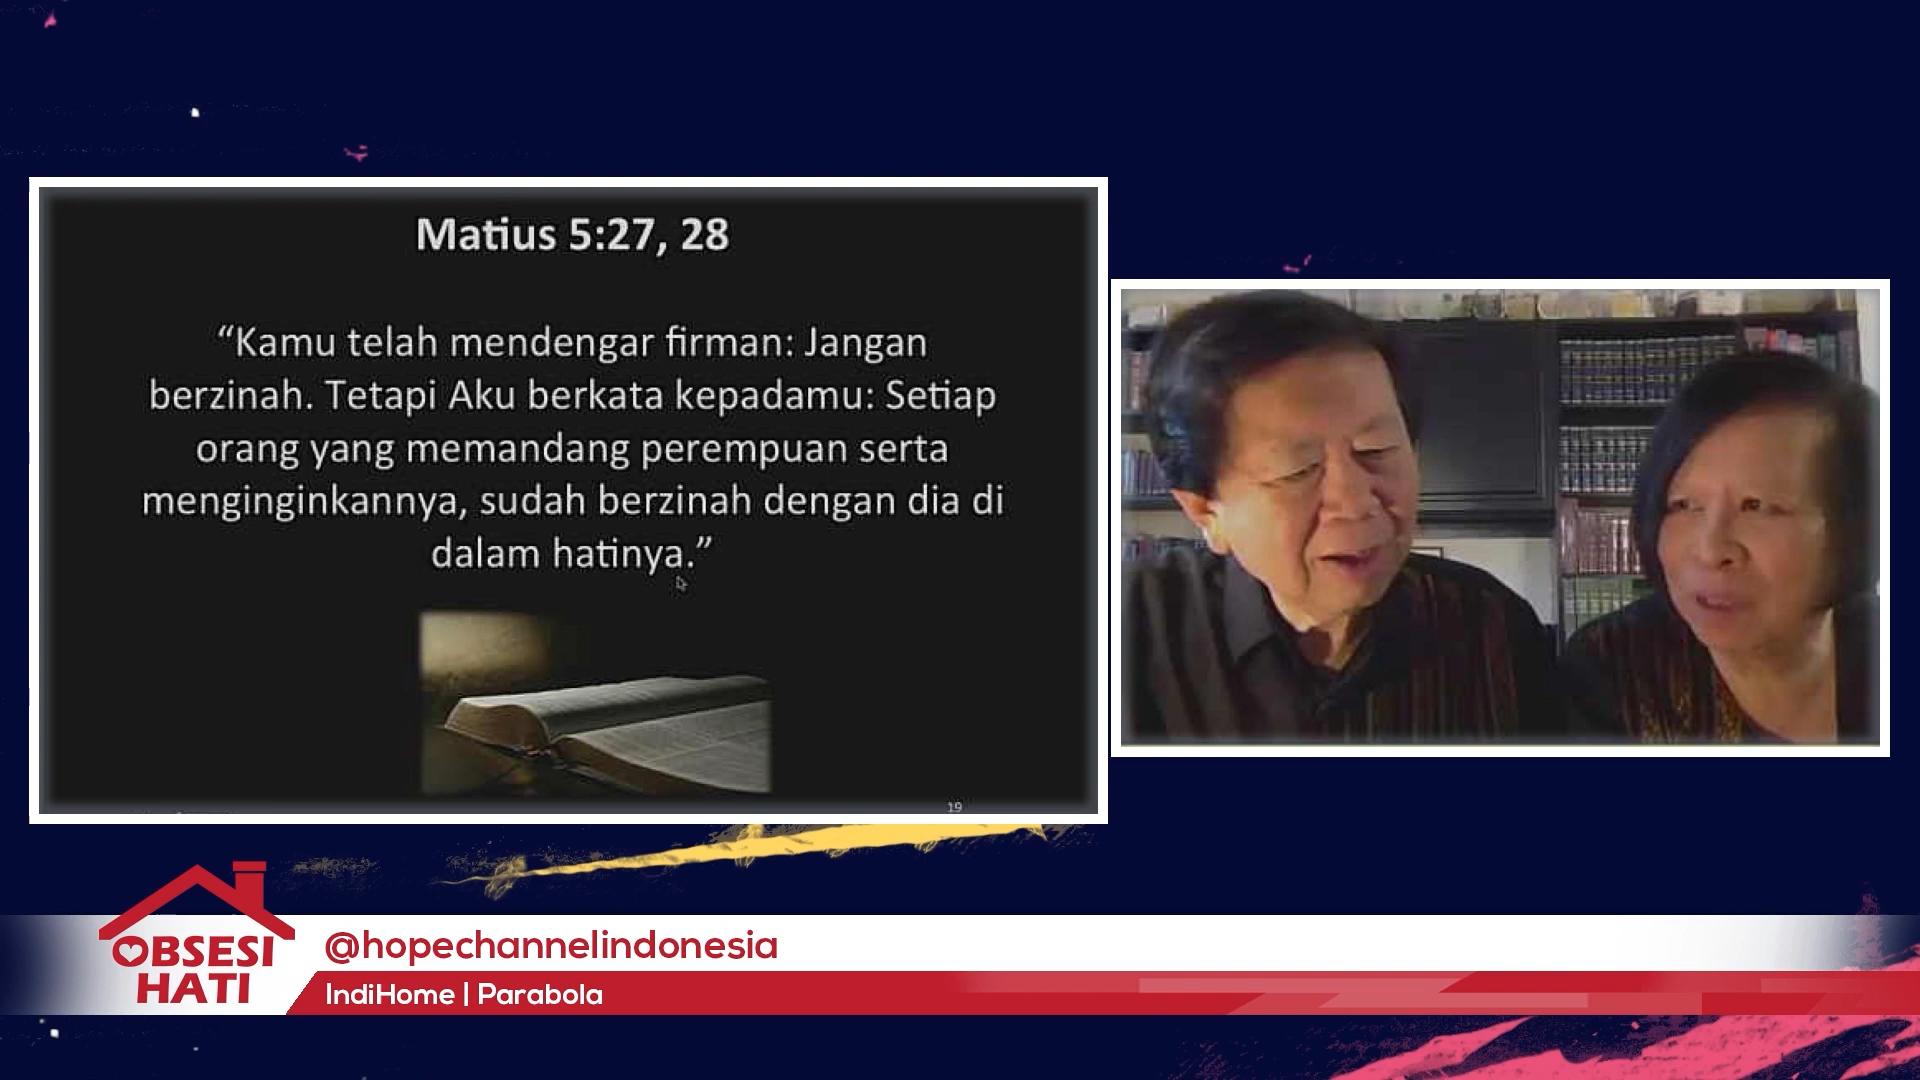 Matius 5:27, 28
“Kamu telah mendengar firman: Jangan
berzinah. Tetapi Aku berkata kepadamu: Setiap
orang yang memandang perempuan serta
menginginkannya, sudah berzinah dengan dia di
dalam hatinya.”
19
OBSESI
HATI
@hopechannelindonesia
IndiHome | Parabola